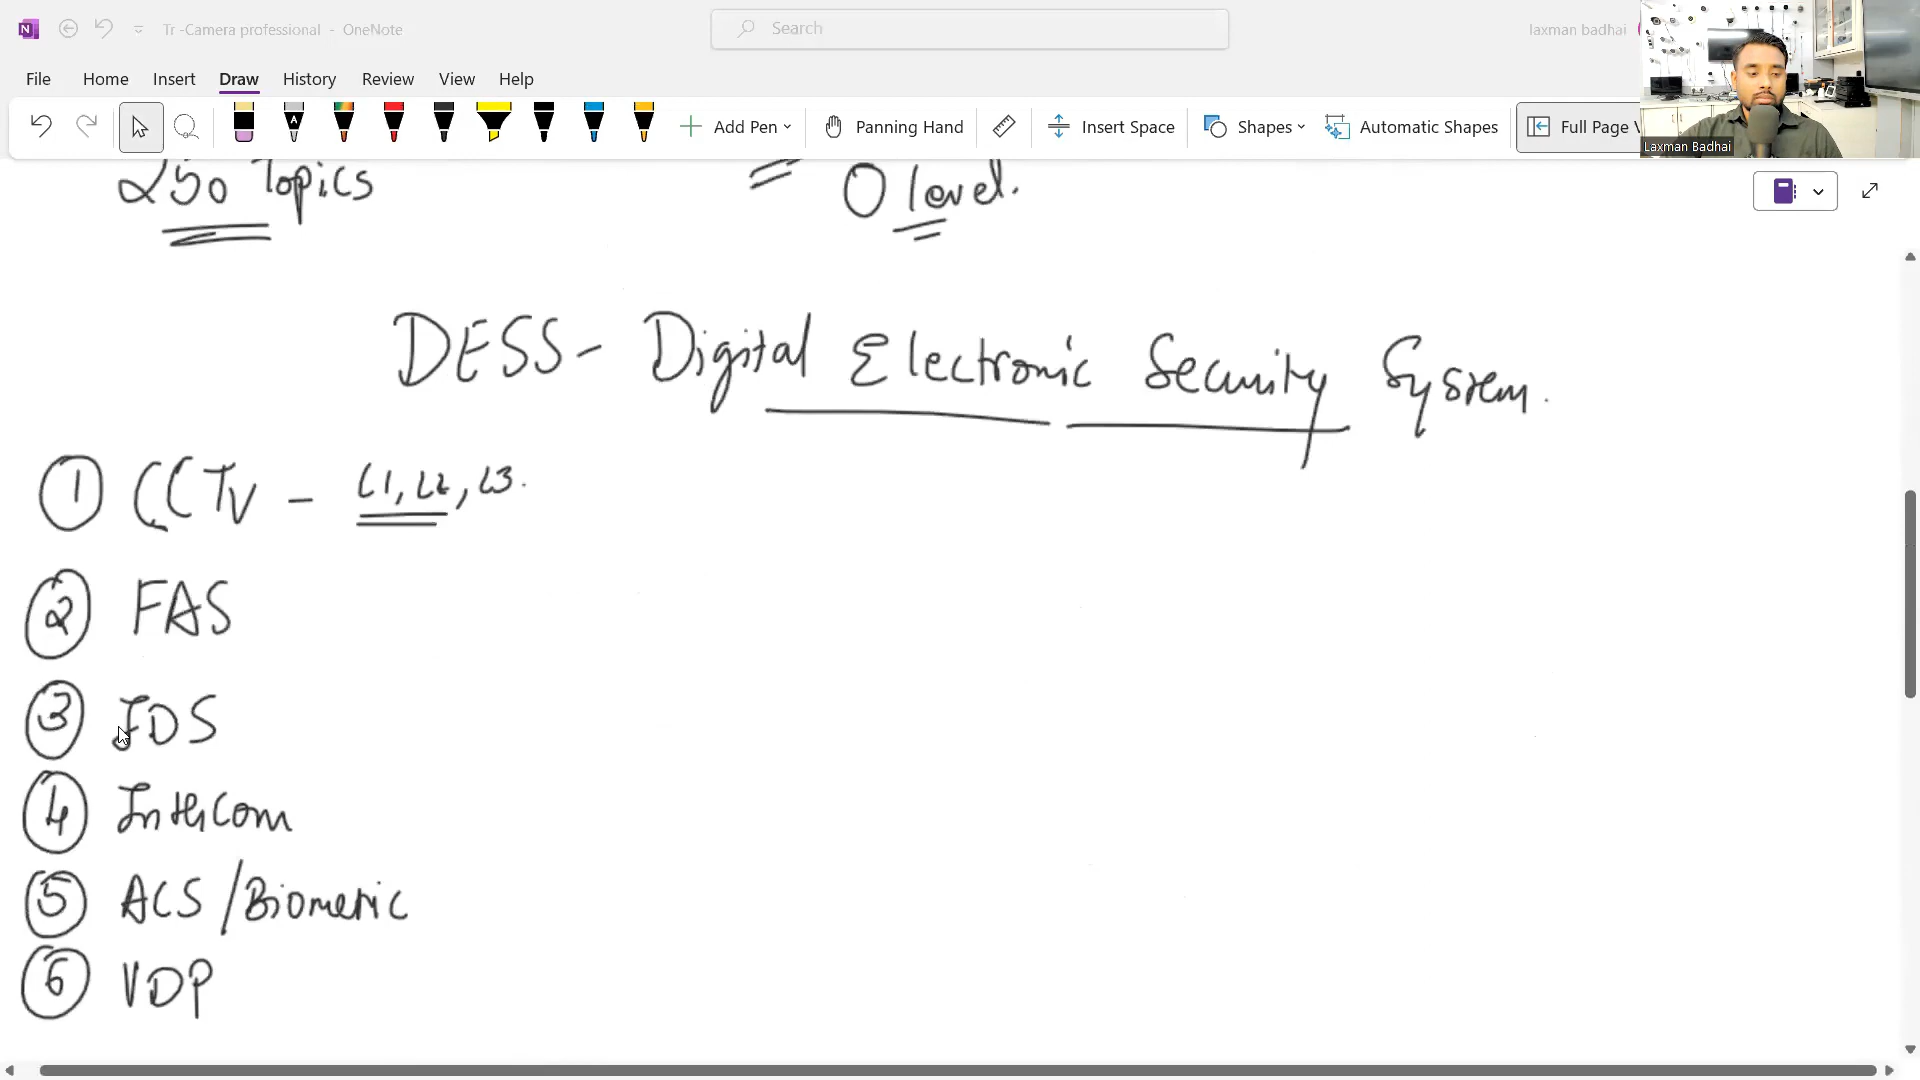 Tr -Camera professional - OneNote
Search
laxman badhai
File Home Insert Draw History Review View Help
Add Pen Panning Hand Insert Space Shapes Automatic Shapes Full Page V
Laxman Badhai
250 Topics
O level.
DESS - Digital Electronic Security System.
1 CCTV - L1, L2, L3.
2 FAS
3 IDS
4 Intercom
5 ACS / Biometric
6 VDP